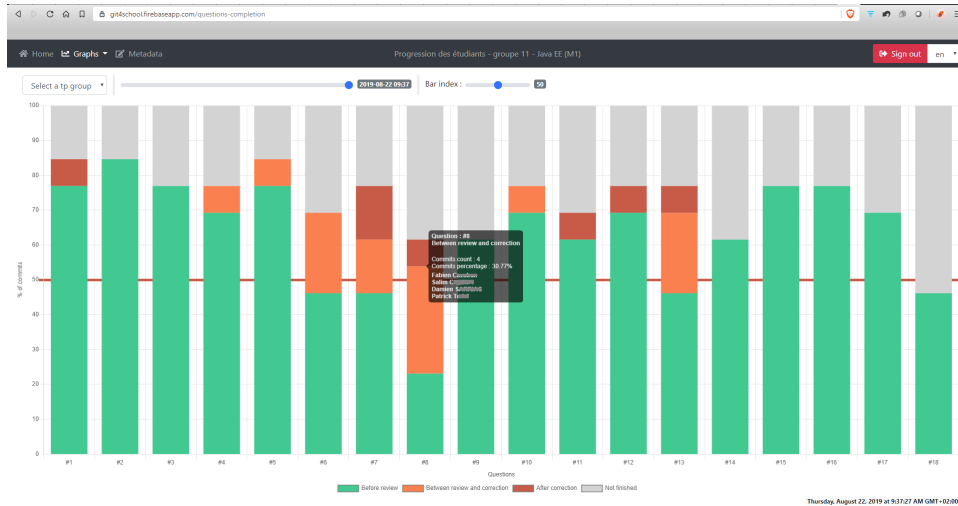 git4school.firebaseapp.com/questions-completion
Home Graphs Metadata Progression des étudiants - groupe 11 - Java EE (M1) Sign out en
Select a tp group 2019-08-22 09:37 Bar index : 50
100
90
80
70
60
50
40
30
20
10
0
% of commits
Question : #8
Between review and correction
Commits count : 4
Commits percentage : 30.77%
Fabien
Salim
Damien
Patrick
#1 #2 #3 #4 #5 #6 #7 #8 #9 #10 #11 #12 #13 #14 #15 #16 #17 #18
Questions
Before review Between review and correction After correction Not finished
Thursday, August 22, 2019 at 9:37:27 AM GMT+02:00